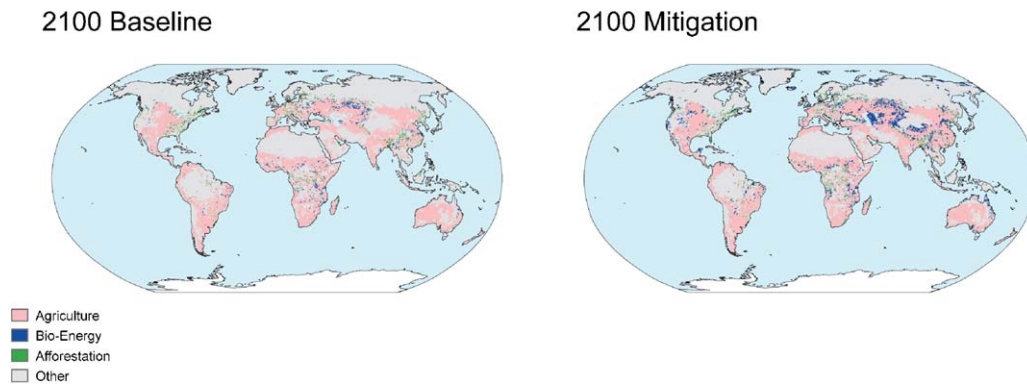 2100 Baseline
2100 Mitigation
Agriculture
Bio-Energy
Afforestation
Other